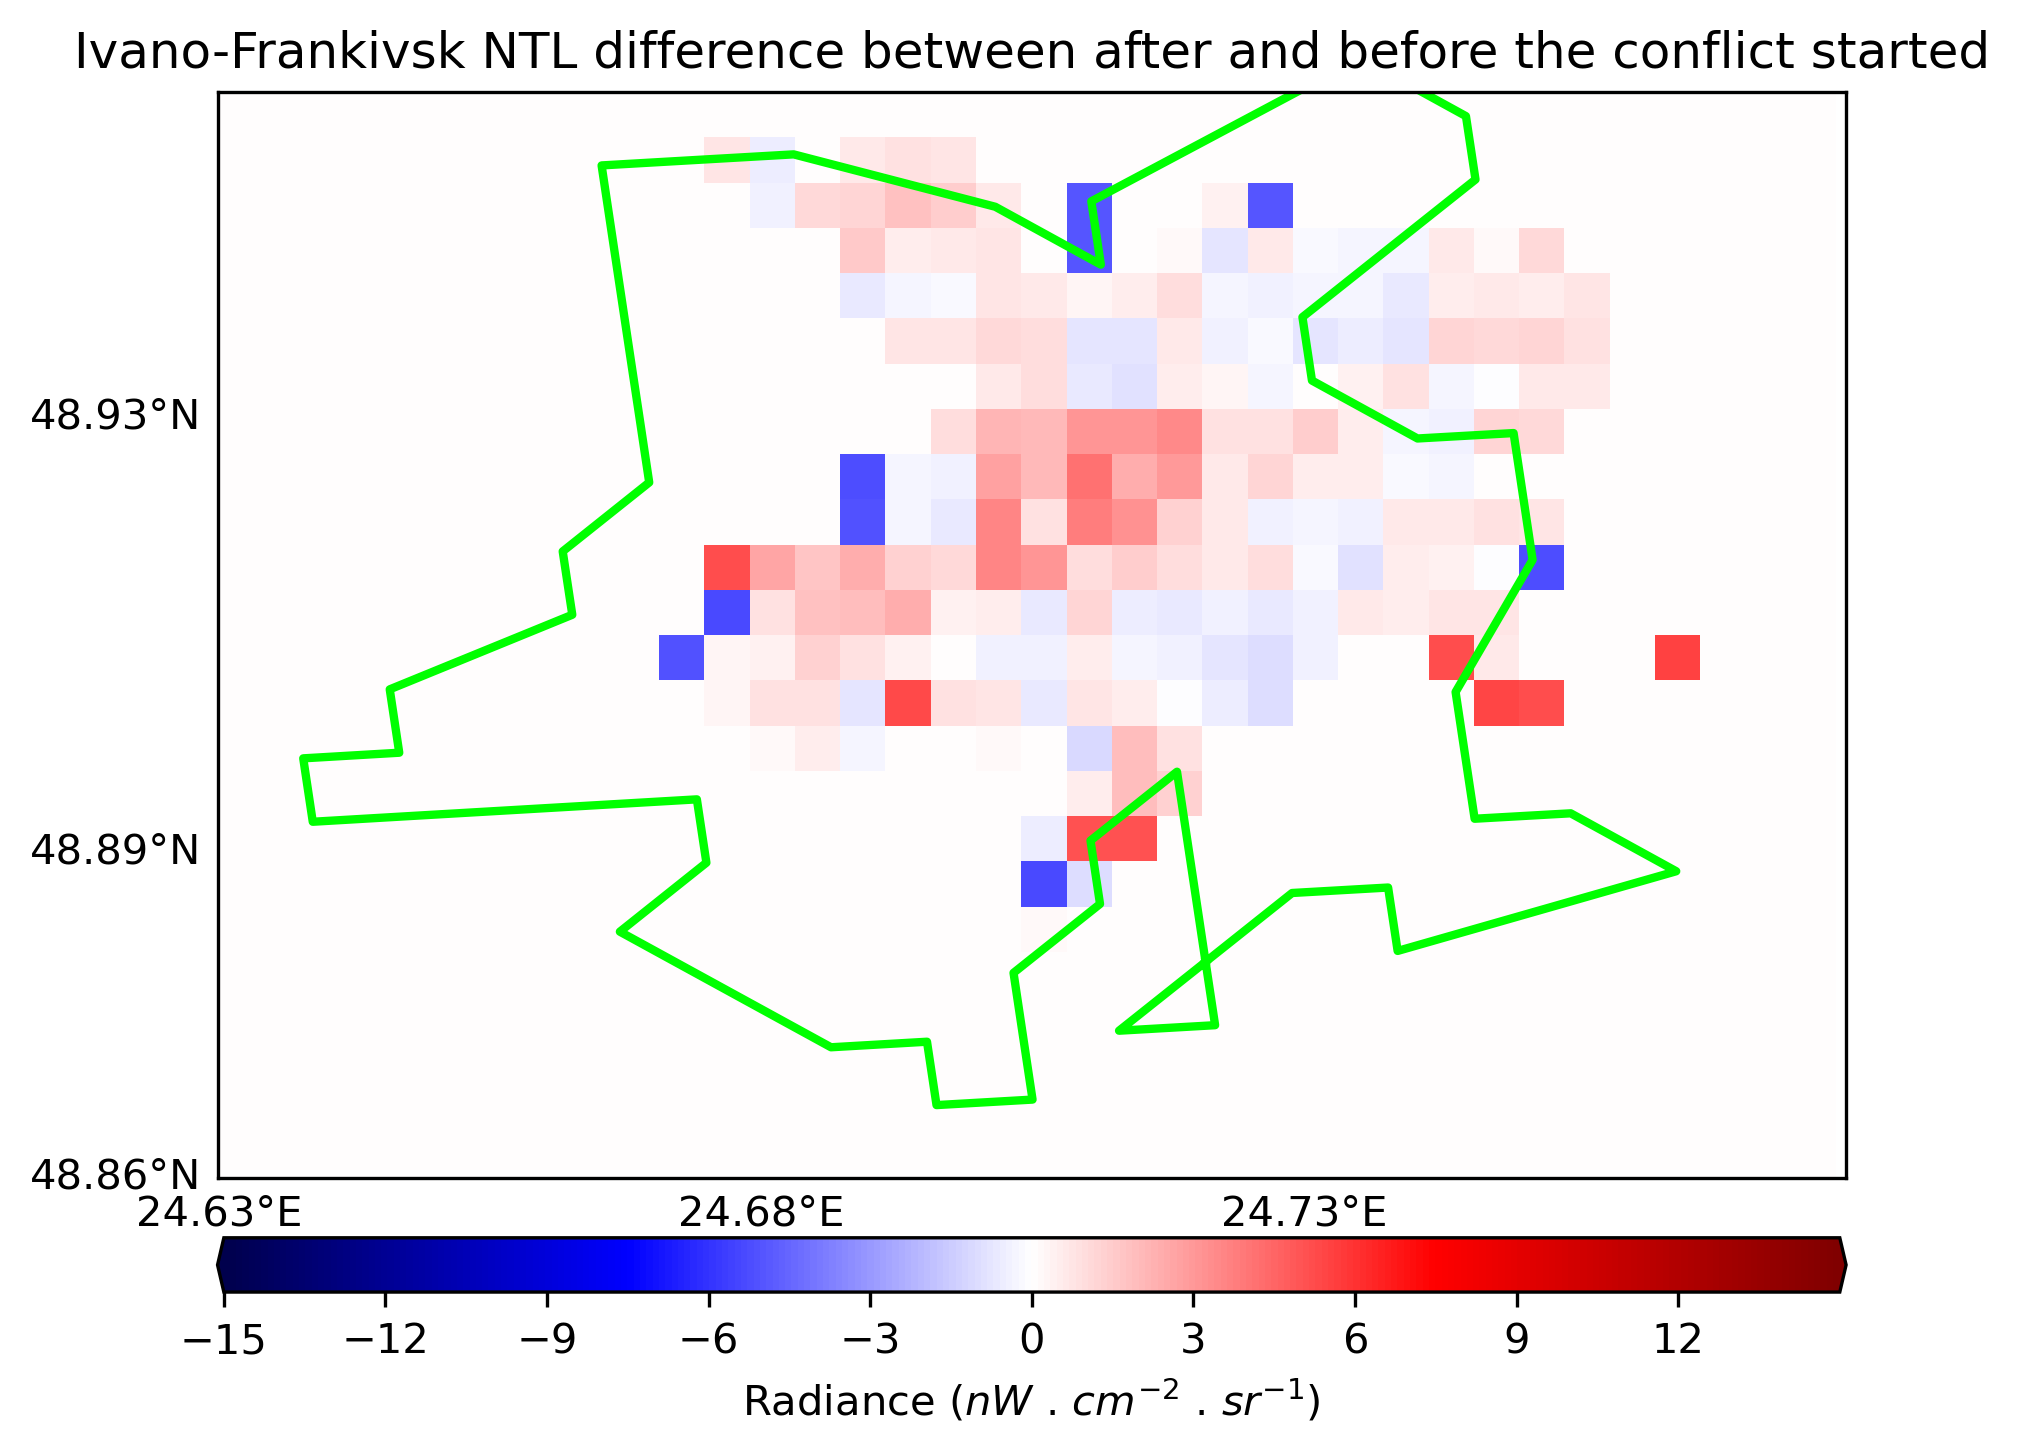 Ivano-Frankivsk NTL difference between after and before the conflict started
48.93°N
48.89°N
48.86°N
24.63°E 24.68°E 24.73°E
−15 −12 −9 −6 −3 0 3 6 9 12
Radiance (nW . cm⁻² . sr⁻¹)